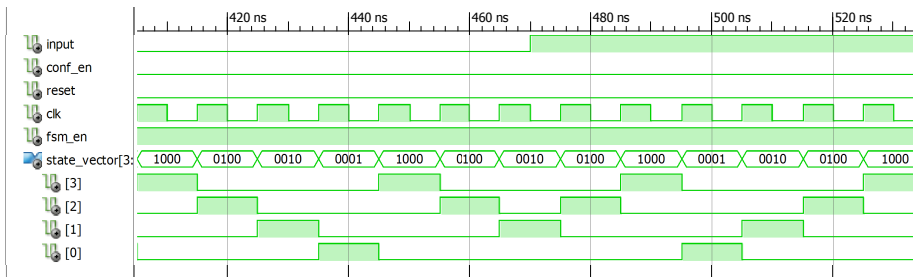 420 ns 440 ns 460 ns 480 ns 500 ns 520 ns
input
conf_en
reset
clk
fsm_en
state_vector[3: 1000 0100 0010 0001 1000 0100 0010 0100 1000 0001 0010 0100 1000
[3]
[2]
[1]
[0]